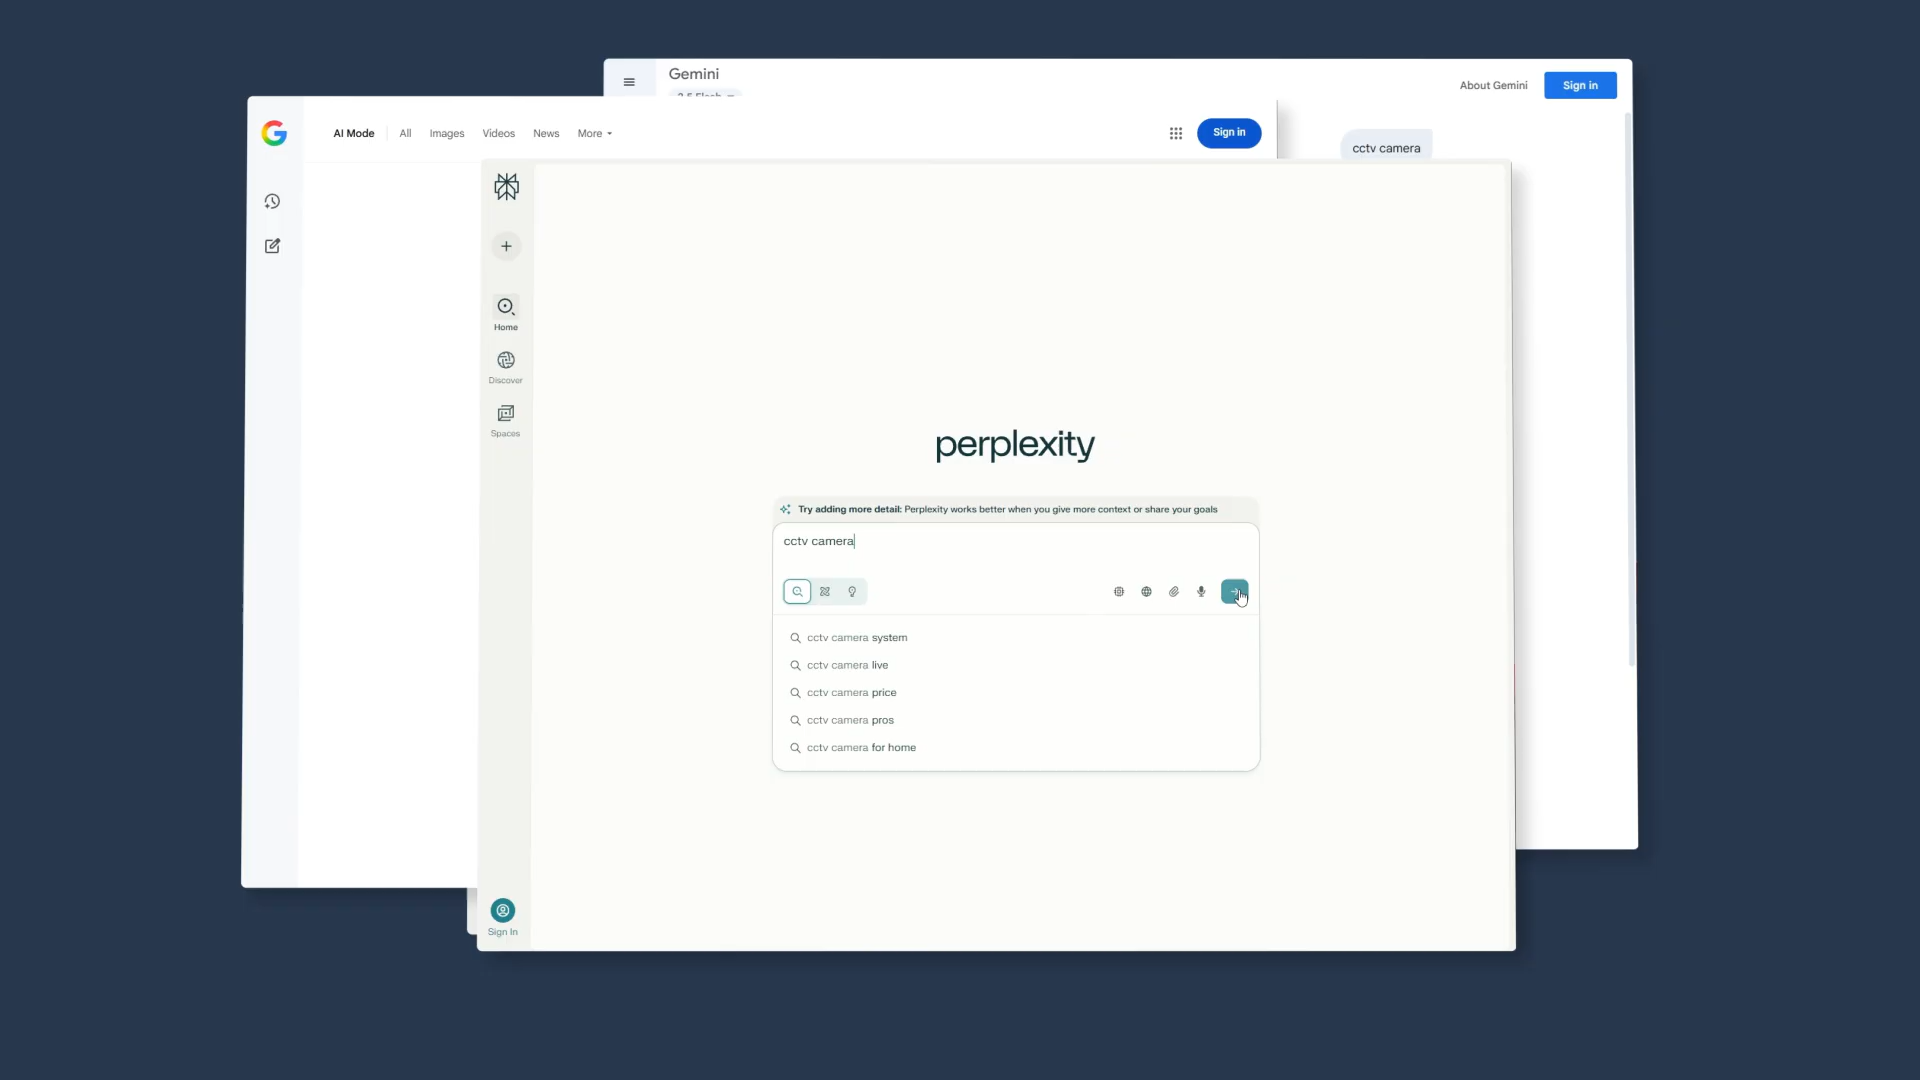 Gemini
About Gemini
Sign in
AI Mode
All
Images
Videos
News
More
Sign in
cctv camera
Home
Discover
Spaces
perplexity
Try adding more detail: Perplexity works better when you give more context or share your goals
cctv camera
cctv camera system
cctv camera live
cctv camera price
cctv camera pros
cctv camera for home
Sign In